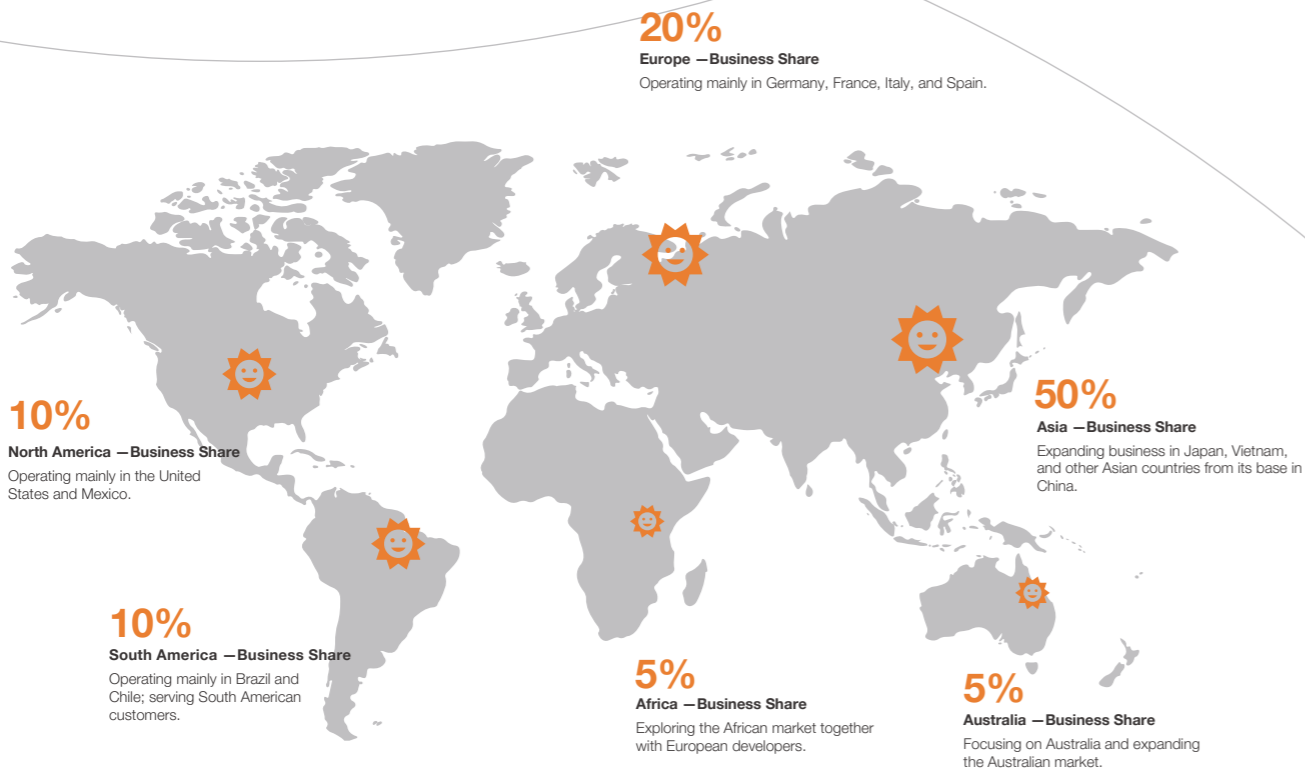 20%
Europe —Business Share
Operating mainly in Germany, France, Italy, and Spain.
10%
North America —Business Share
Operating mainly in the United
States and Mexico.
50%
Asia —Business Share
Expanding business in Japan, Vietnam,
and other Asian countries from its base in
China.
10%
South America —Business Share
Operating mainly in Brazil and
Chile; serving South American
customers.
5%
Africa —Business Share
Exploring the African market together
with European developers.
5%
Australia —Business Share
Focusing on Australia and expanding
the Australian market.